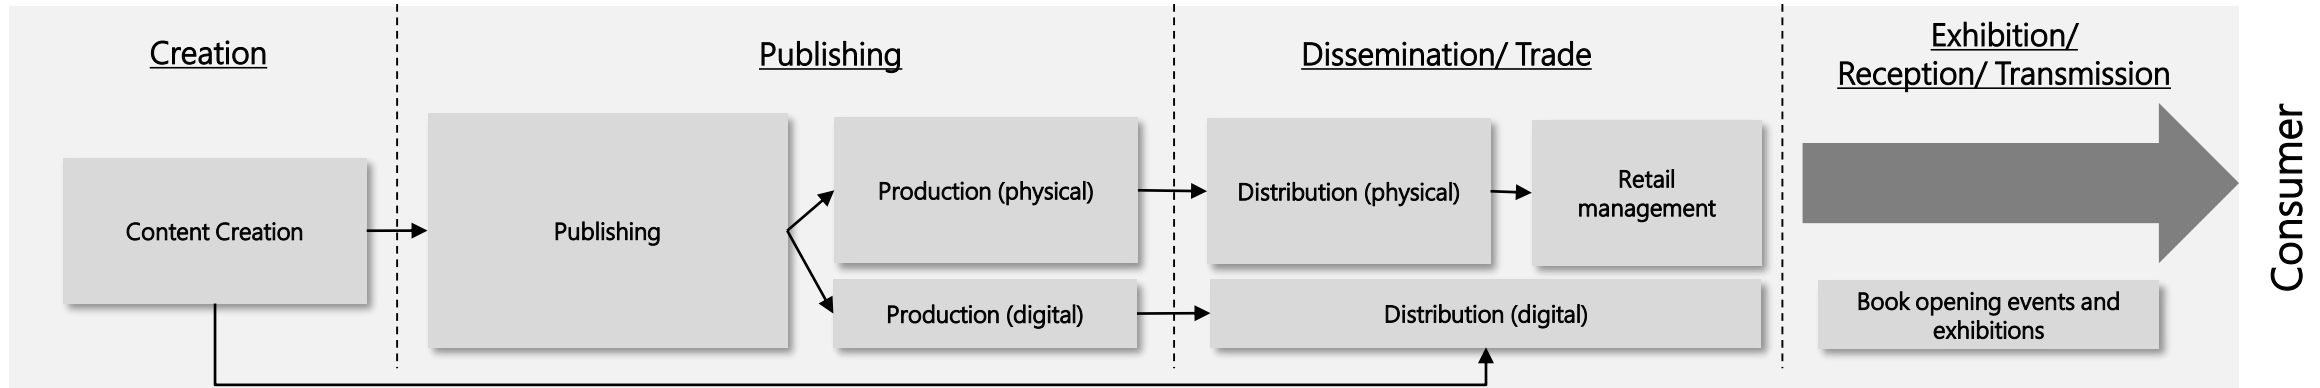 Creation
Publishing
Dissemination/ Trade
Exhibition/
Reception/ Transmission
Content Creation
Publishing
Production (physical)
Production (digital)
Distribution (physical)
Retail
management
Distribution (digital)
Book opening events and
exhibitions
Consumer